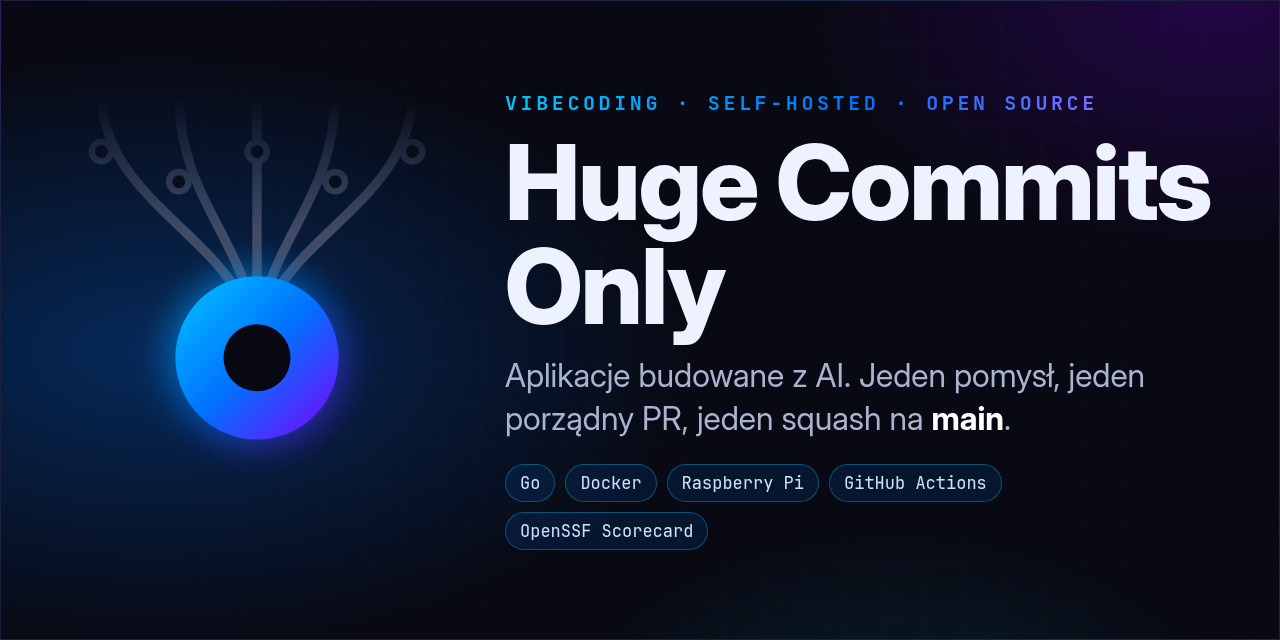 VIBECODING · SELF-HOSTED · OPEN SOURCE
Huge Commits
Only
Aplikacje budowane z AI. Jeden pomysł, jeden
porządny PR, jeden squash na main.
Go Docker Raspberry Pi GitHub Actions
OpenSSF Scorecard